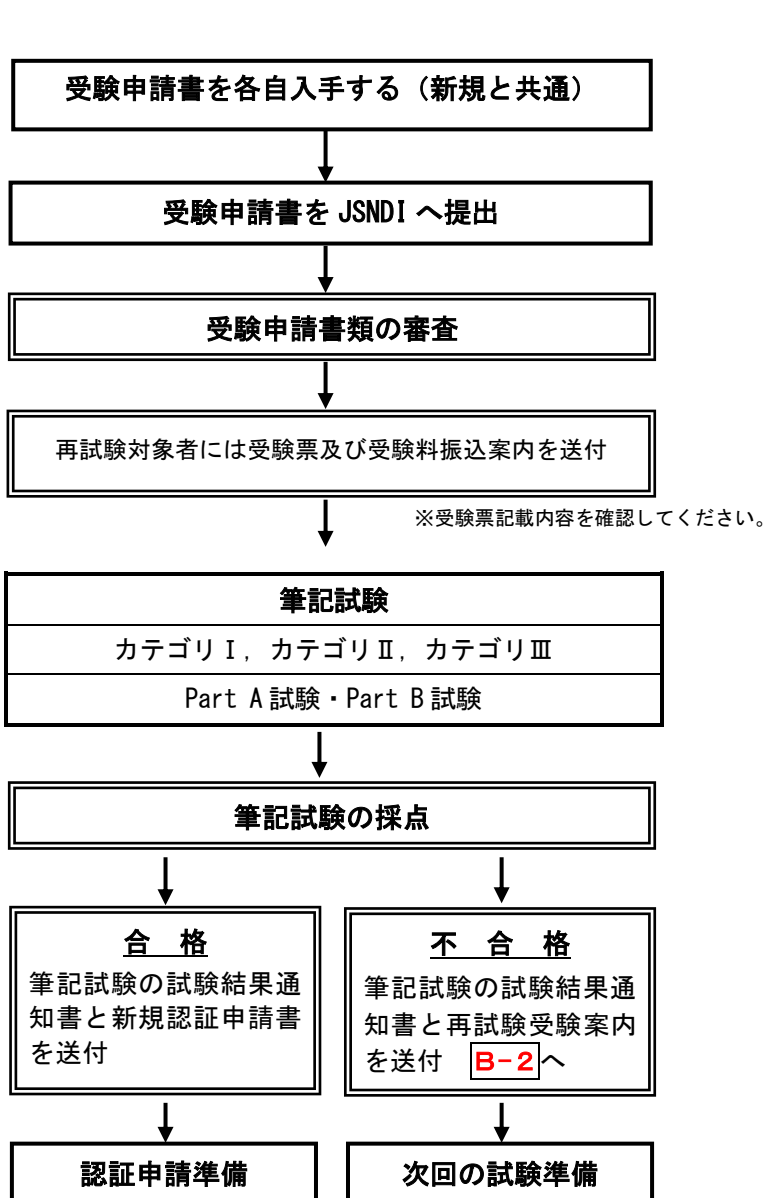 受験申請書を各自入手する（新規と共通）
受験申請書を JSNDI へ提出
受験申請書類の審査
再試験対象者には受験票及び受験料振込案内を送付
※受験票記載内容を確認してください。
筆記試験
カテゴリⅠ, カテゴリⅡ, カテゴリⅢ
Part A 試験・Part B 試験
筆記試験の採点
合　格
筆記試験の試験結果通
知書と新規認証申請書
を送付
不　合　格
筆記試験の試験結果通
知書と再試験受験案内
を送付　B-2へ
認証申請準備
次回の試験準備